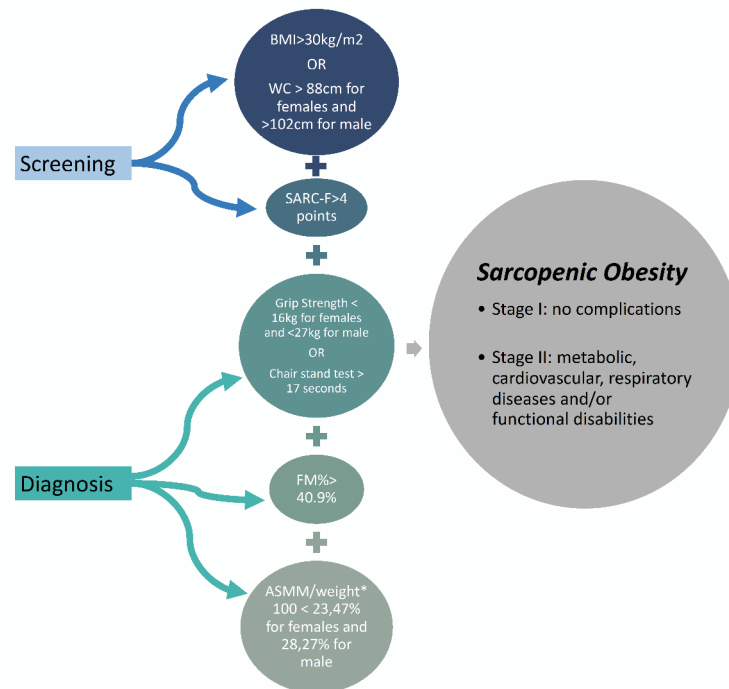 BMI>30kg/m2
OR
WC > 88cm for
females and
>102cm for male
Screening
SARC-F>4
points
Grip Strength <
16kg for females
and <27kg for male
OR
Chair stand test >
17 seconds
Sarcopenic Obesity
• Stage I: no complications
• Stage II: metabolic,
cardiovascular, respiratory
diseases and/or
functional disabilities
Diagnosis
FM%>
40.9%
ASMM/weight*
100 < 23,47%
for females and
28,27% for
male